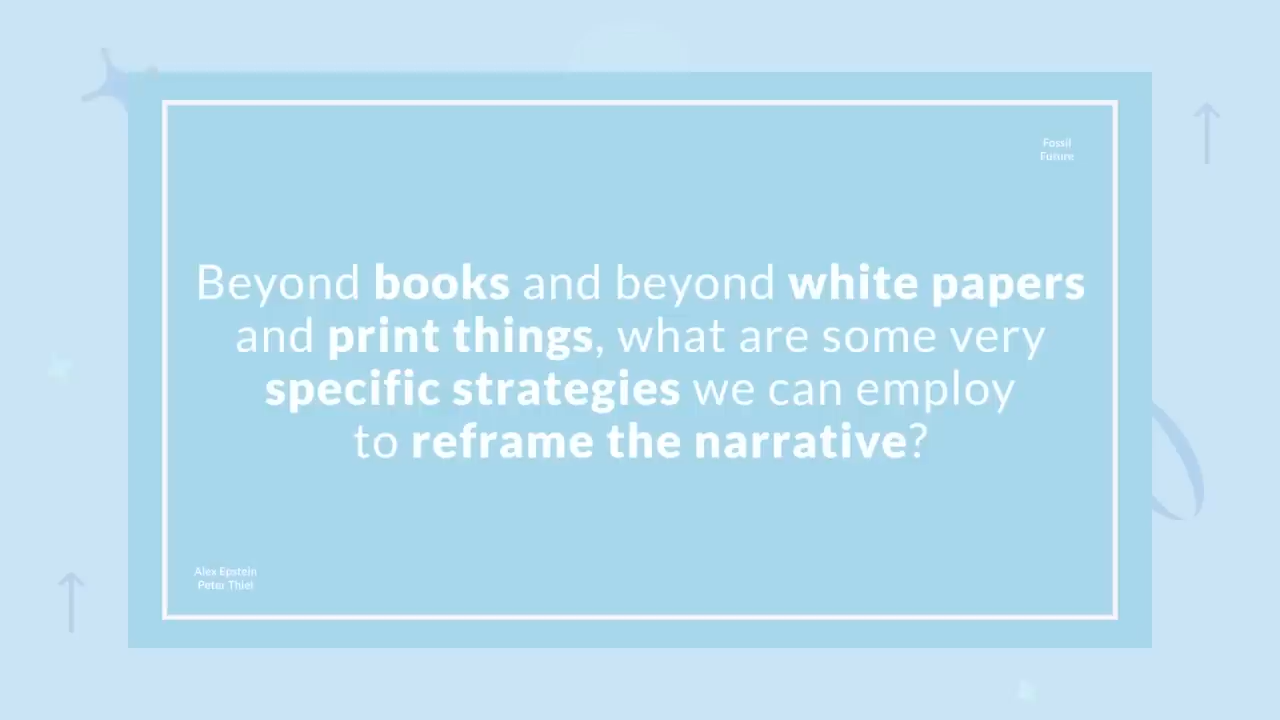 Fossil
Future
Beyond books and beyond white papers
and print things, what are some very
specific strategies we can employ
to reframe the narrative?
Alex Epstein
Peter Thiel